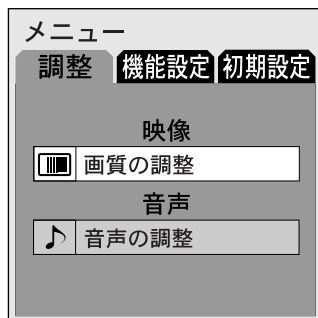 メニュー
調整 機能設定 初期設定
映像
画質の調整
音声
音声の調整